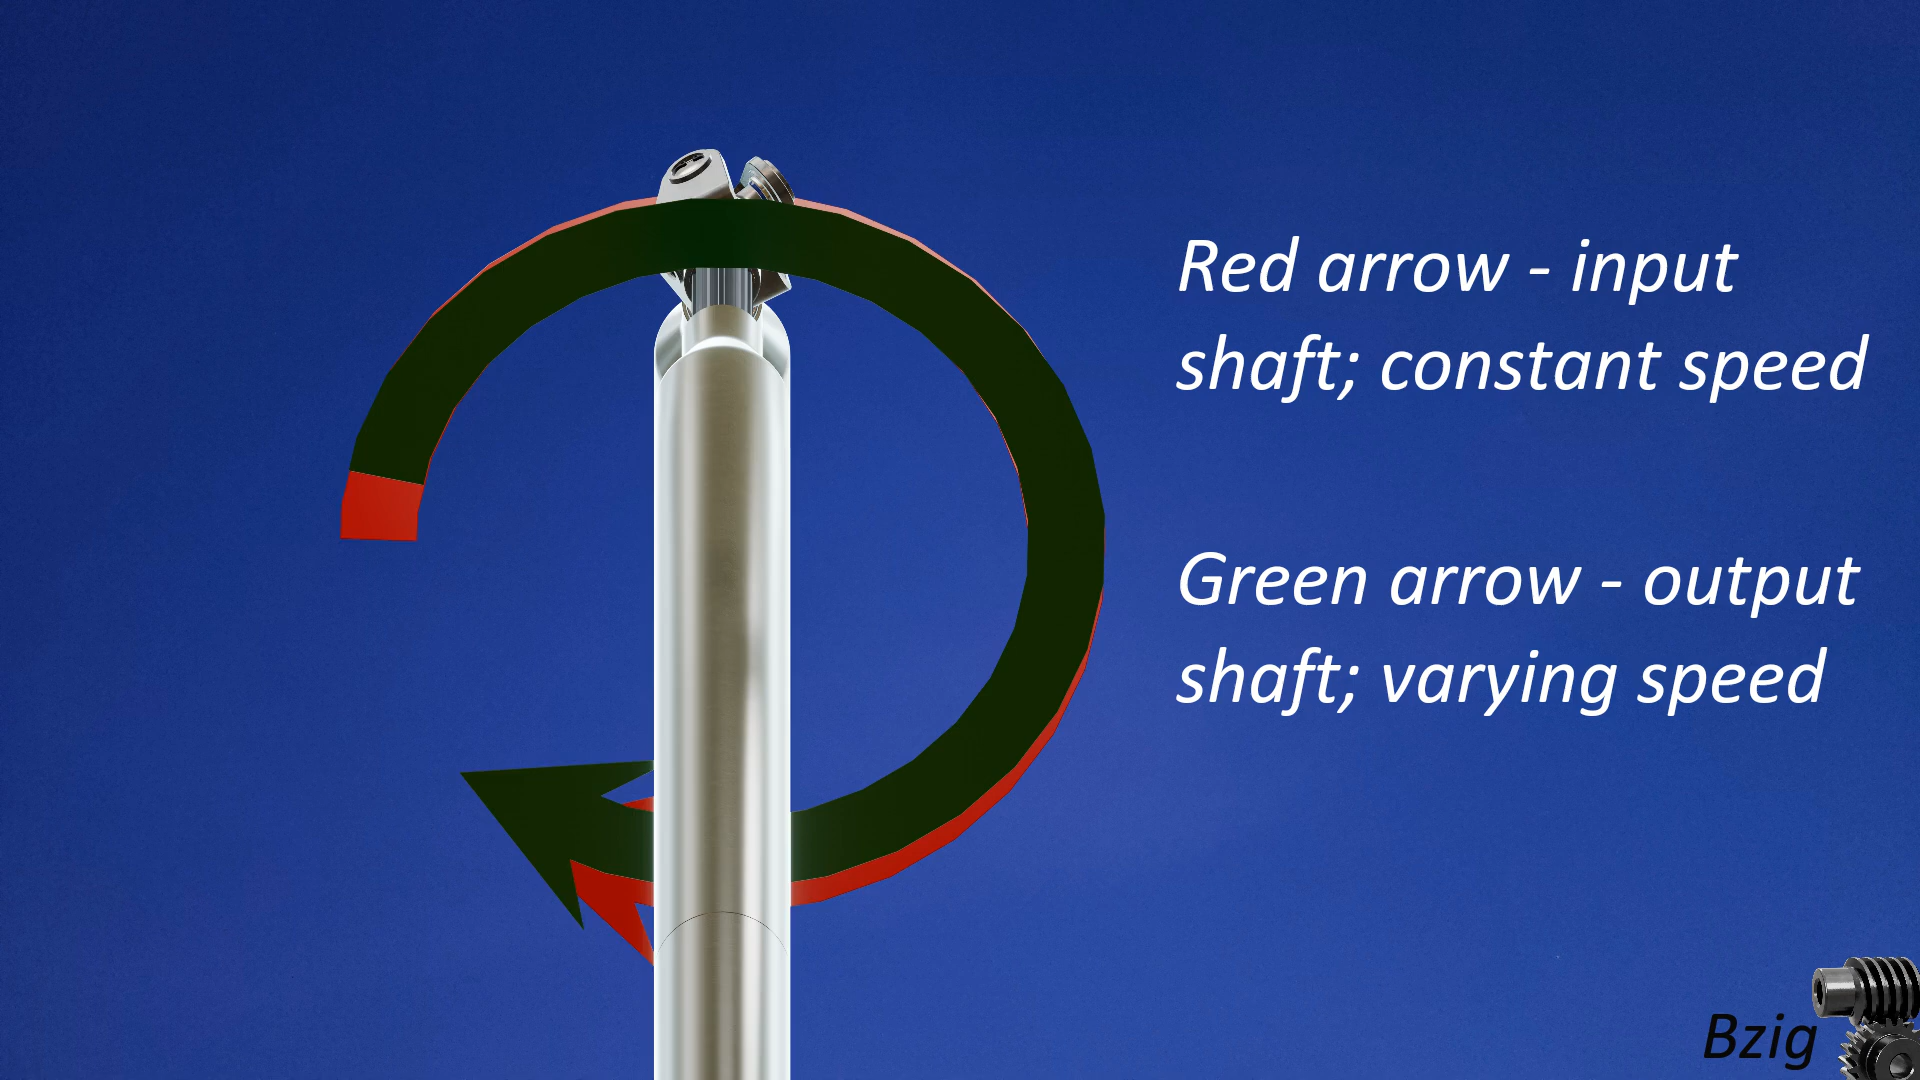 Red arrow - input
shaft; constant speed
Green arrow - output
shaft; varying speed
Bzig